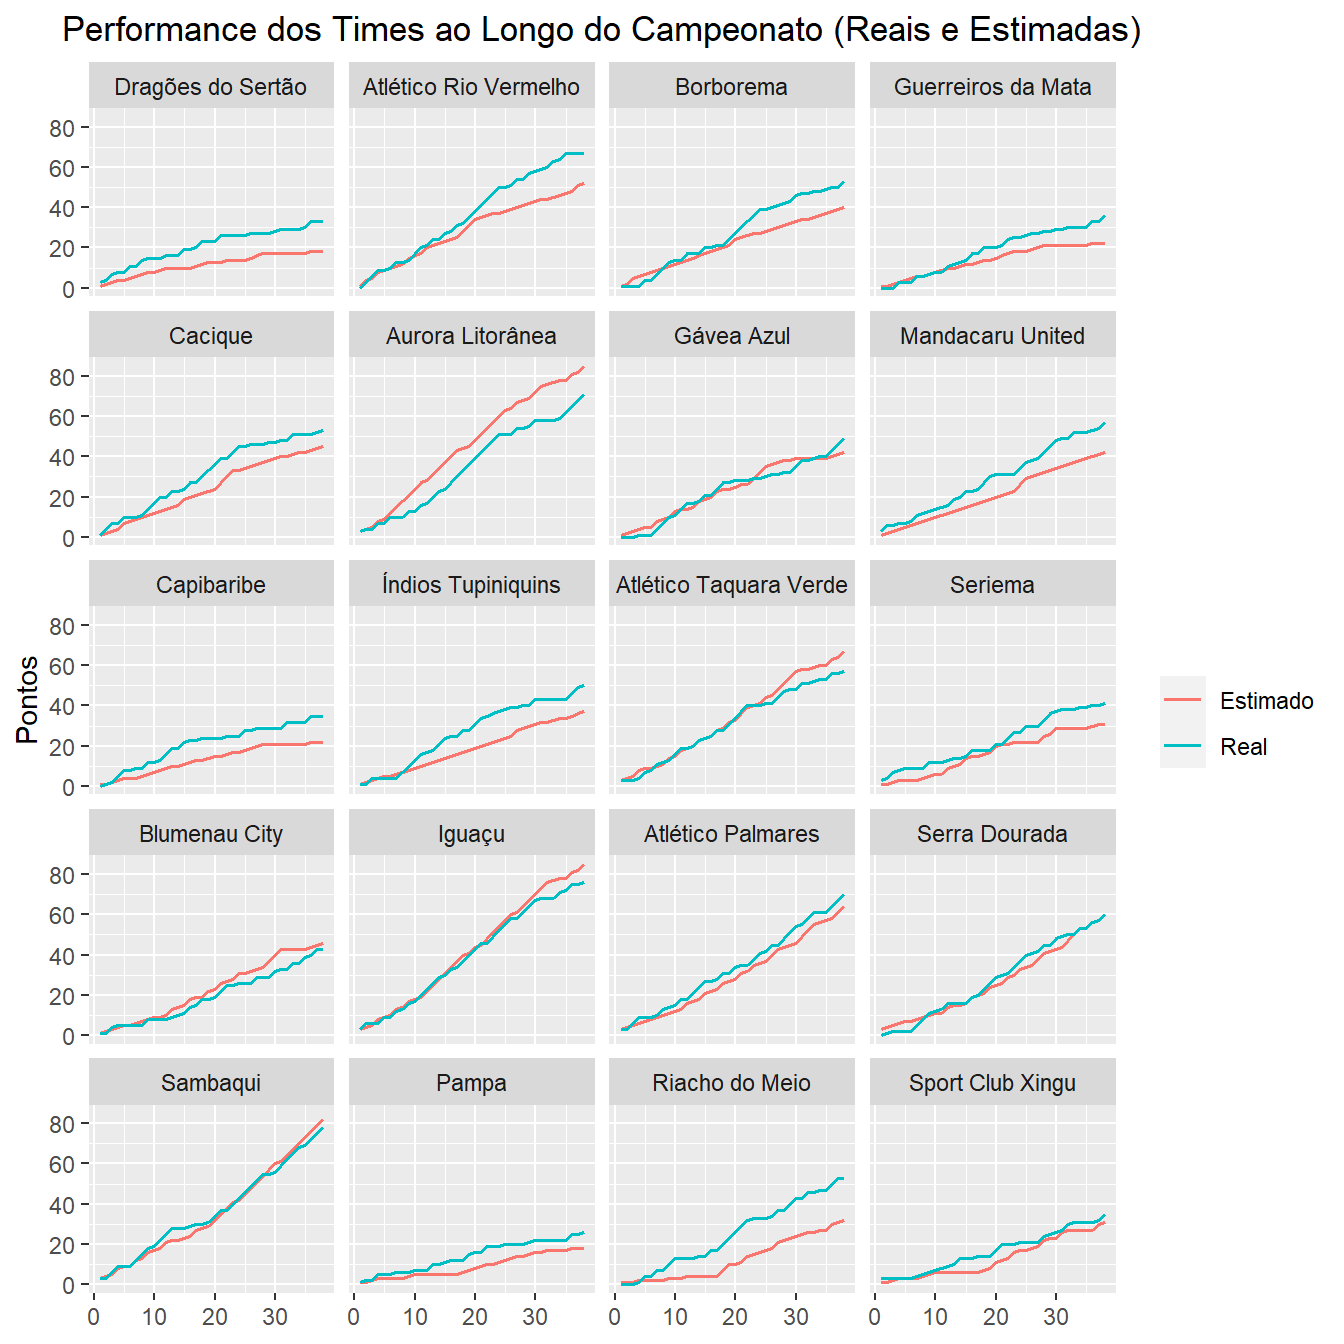 Performance dos Times ao Longo do Campeonato (Reais e Estimadas)
Dragões do Sertão
Atlético Rio Vermelho
Borborema
Guerreiros da Mata
80
60
40
20
0
Cacique
Aurora Litorânea
Gávea Azul
Mandacaru United
80
60
40
20
0
Capibaribe
Índios Tupiniquins
Atlético Taquara Verde
Seriema
80
60
40
20
0
Pontos
Estimado
Real
Blumenau City
Iguaçu
Atlético Palmares
Serra Dourada
80
60
40
20
0
Sambaqui
Pampa
Riacho do Meio
Sport Club Xingu
80
60
40
20
0
0 10 20 30 0 10 20 30 0 10 20 30 0 10 20 30